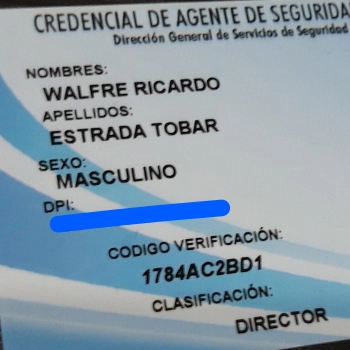 CREDENCIAL DE AGENTE DE
Dirección General de Servicios de Seguridad
NOMBRES:
WALFRE RICARDO
APELLIDOS:
ESTRADA TOBAR
SEXO:
MASCULINO
DPI:
CODIGO VERIFICACIÓN:
1784AC2BD1
CLASIFICACIÓN:
DIRECTOR